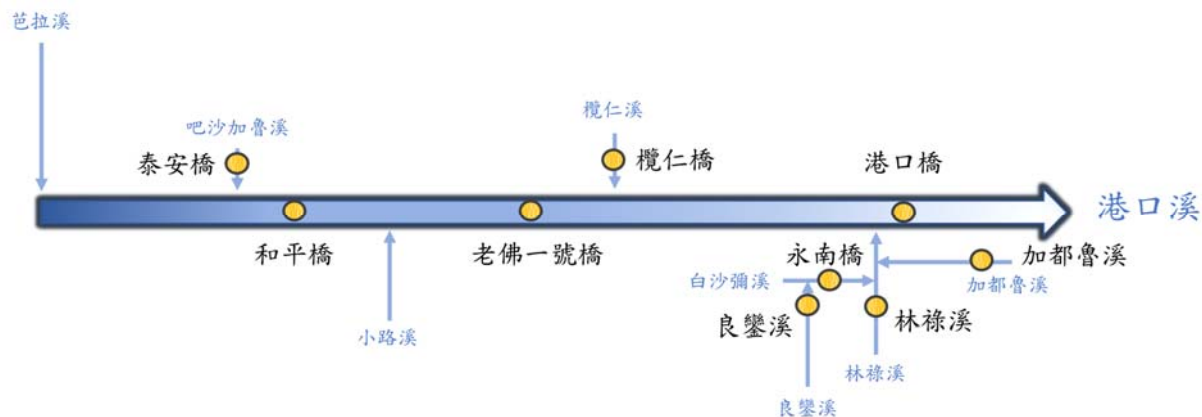 芭拉溪
吧沙加魯溪
欖仁溪
泰安橋
欖仁橋
港口橋
港口溪
和平橋
老佛一號橋
永南橋
加都魯溪
白沙彌溪
加都魯溪
良鑾溪
林祿溪
小路溪
林祿溪
良鑾溪